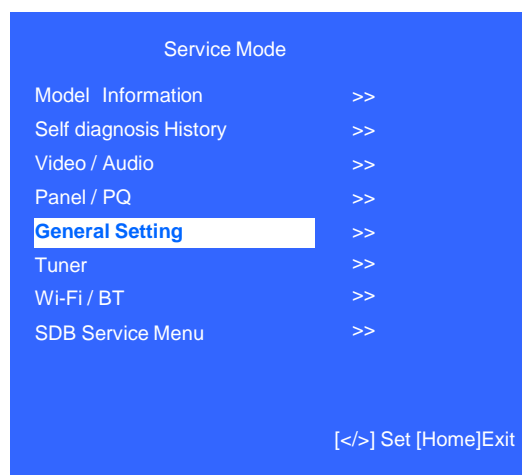 Service Mode
Model Information >>
Self diagnosis History >>
Video / Audio >>
Panel / PQ >>
General Setting >>
Tuner >>
Wi-Fi / BT >>
SDB Service Menu >>
[</>] Set [Home]Exit